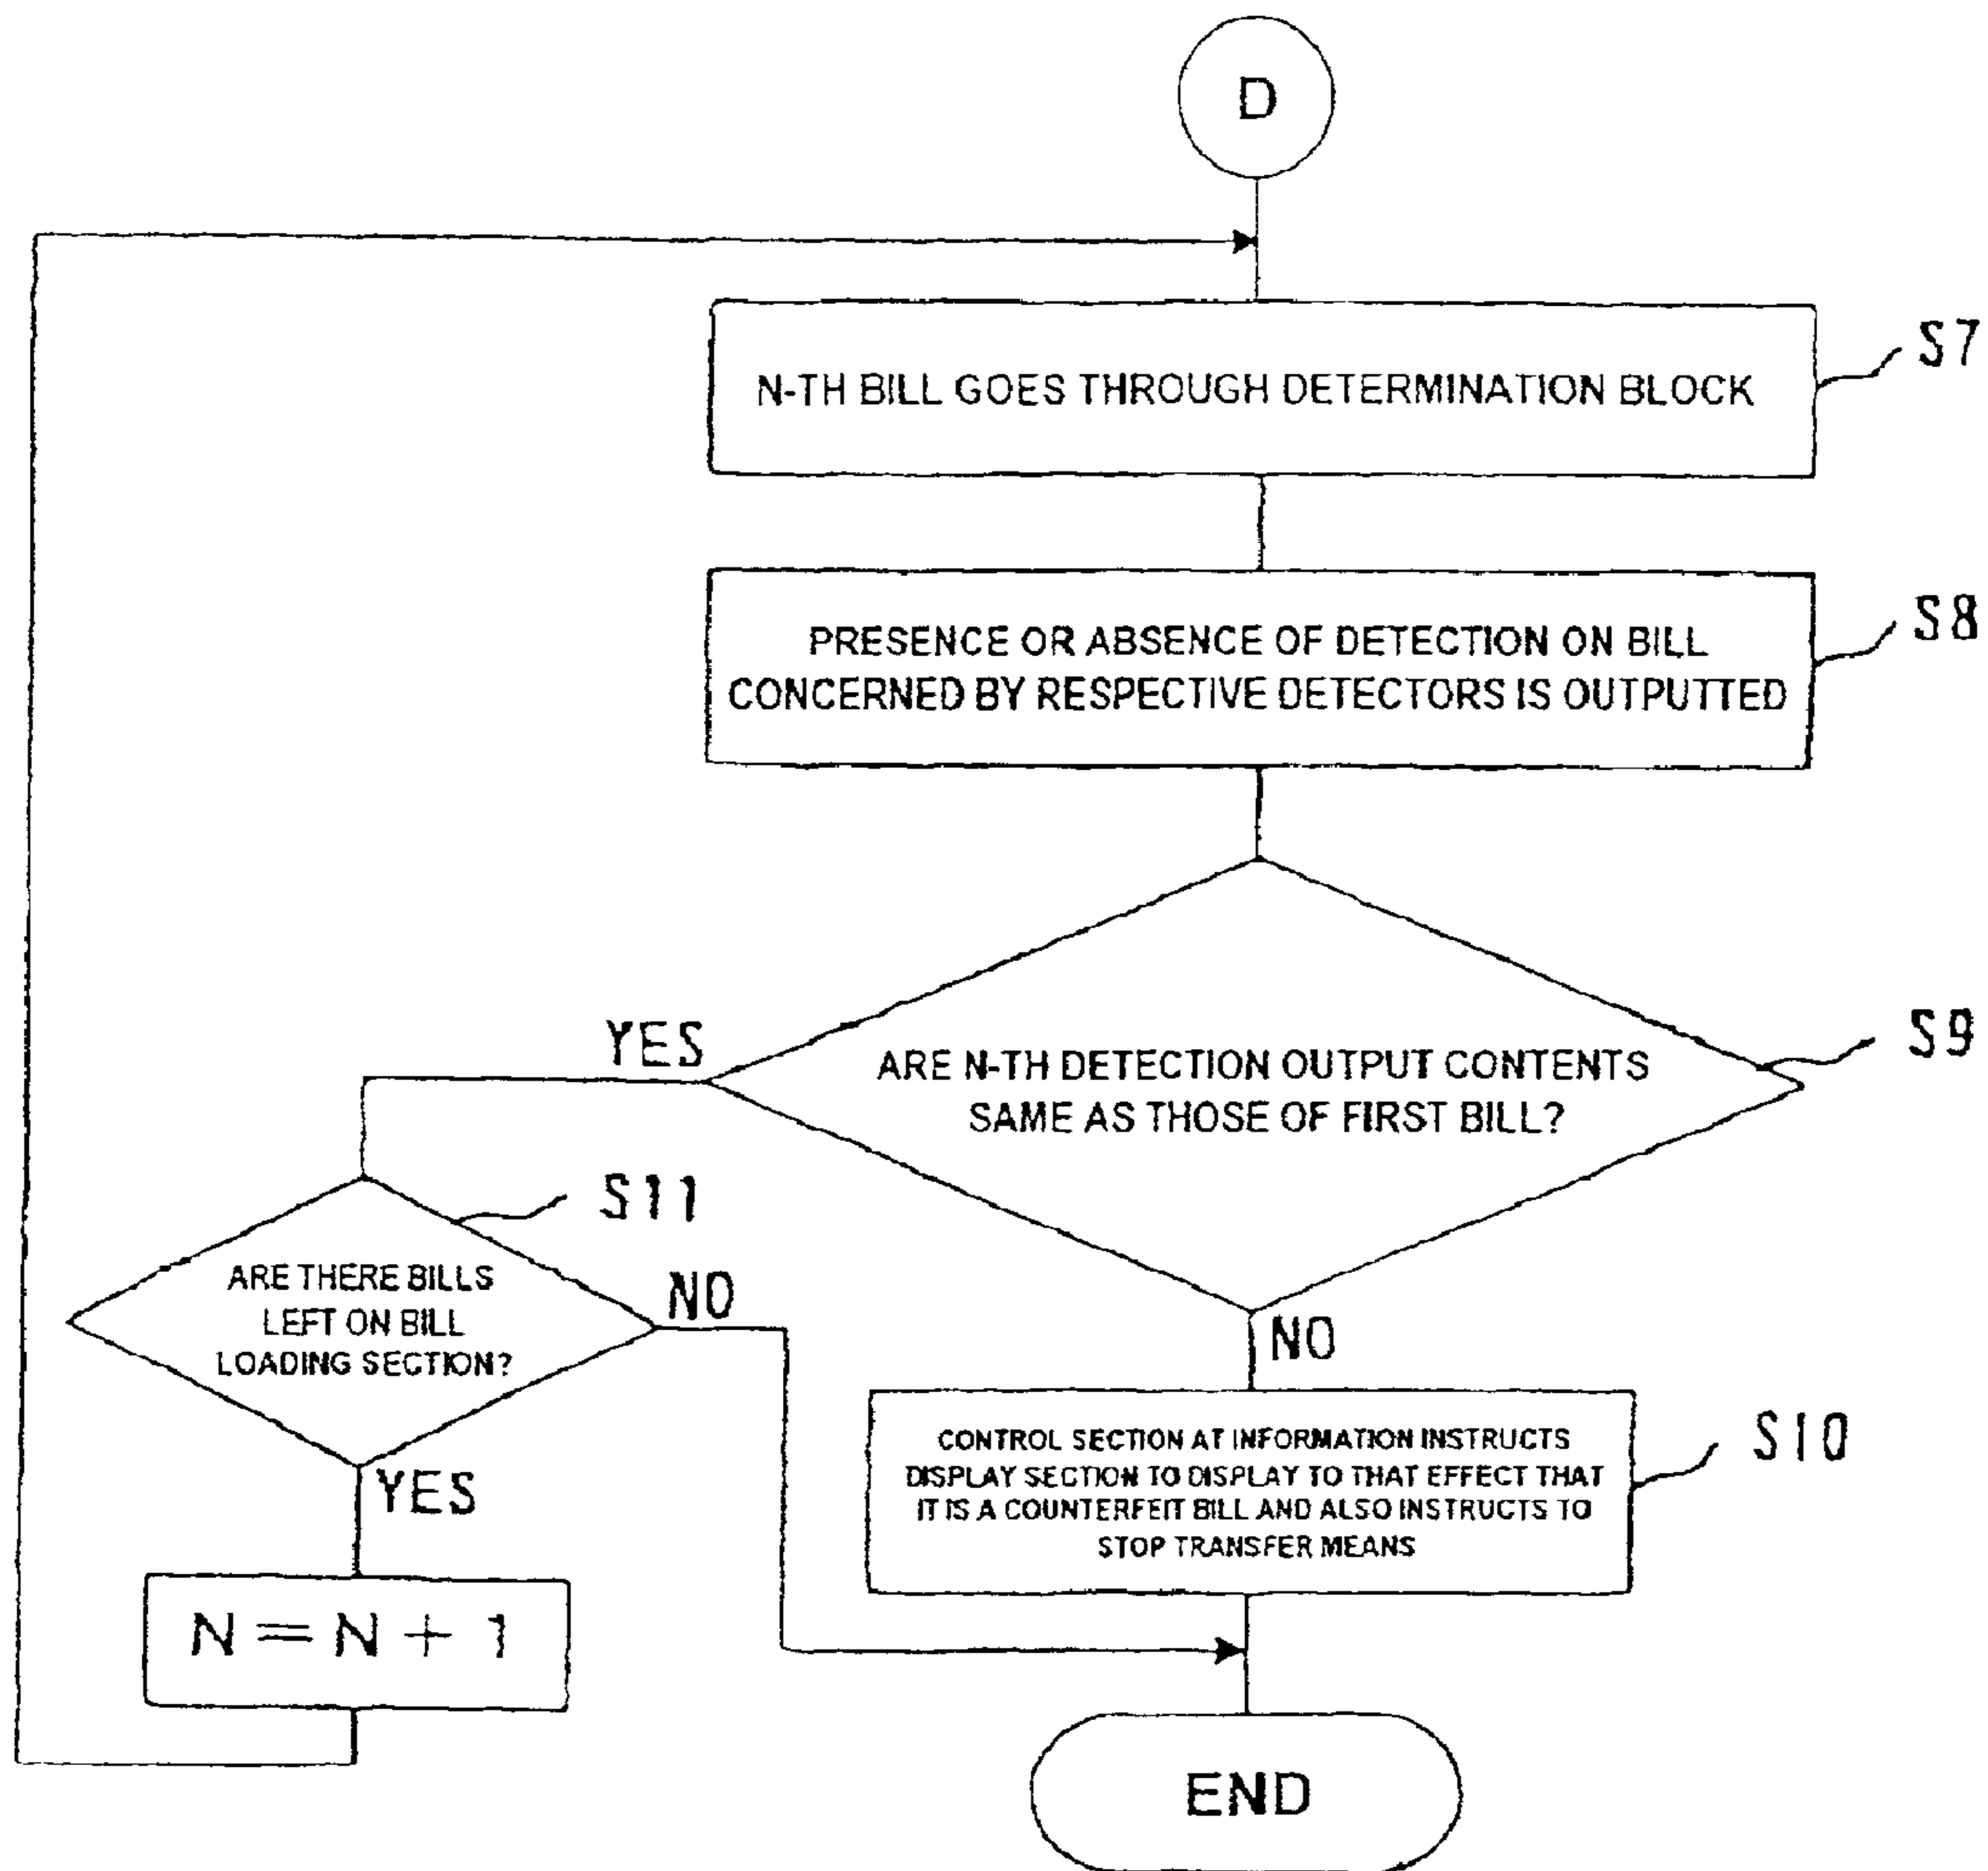 D
N-TH BILL GOES THROUGH DETERMINATION BLOCK
S7
PRESENCE OR ABSENCE OF DETECTION ON BILL
CONCERNED BY RESPECTIVE DETECTORS IS OUTPUTTED
S8
ARE N-TH DETECTION OUTPUT CONTENTS
SAME AS THOSE OF FIRST BILL?
S9
YES
NO
ARE THERE BILLS
LEFT ON BILL
LOADING SECTION?
S11
NO
YES
N = N + 1
CONTROL SECTION AT INFORMATION INSTRUCTS
DISPLAY SECTION TO DISPLAY TO THAT EFFECT THAT
IT IS A COUNTERFEIT BILL AND ALSO INSTRUCTS TO
STOP TRANSFER MEANS
S10
END